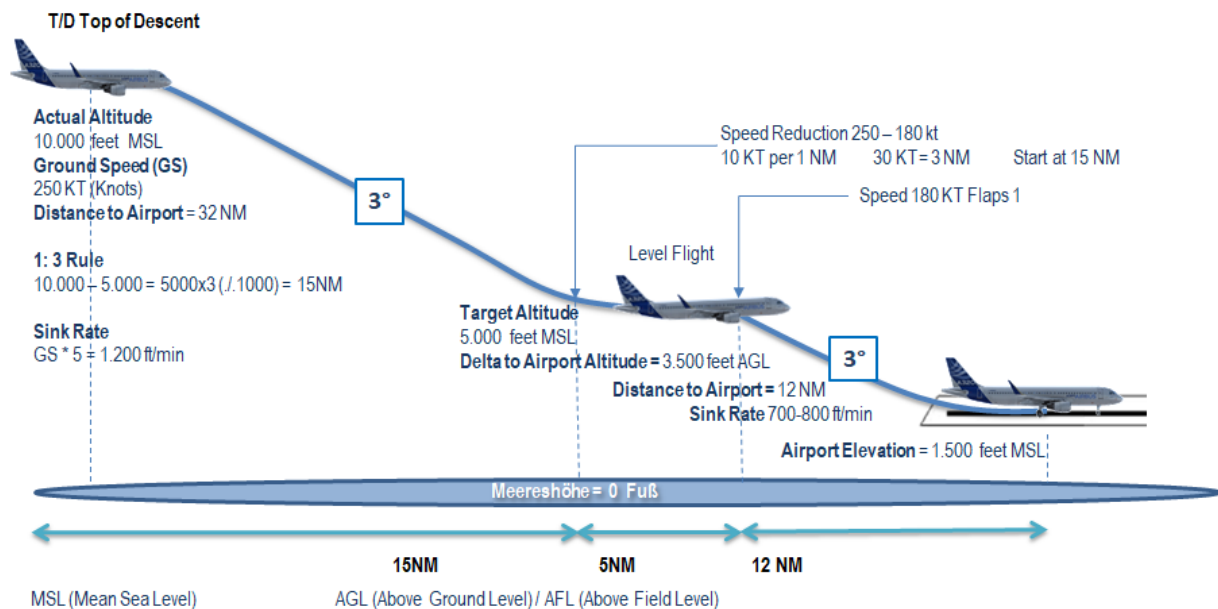 T/D Top of Descent
Actual Altitude
10.000 feet MSL
Ground Speed (GS)
250 KT (Knots)
Distance to Airport = 32 NM
1: 3 Rule
10.000 – 5.000 = 5000x3 (./.1000) = 15NM
Sink Rate
GS * 5 = 1.200 ft/min
3°
Speed Reduction 250 – 180 kt
10 KT per 1 NM 30 KT = 3 NM Start at 15 NM
Speed 180 KT Flaps 1
Level Flight
Target Altitude
5.000 feet MSL
Delta to Airport Altitude = 3.500 feet AGL
3°
Distance to Airport = 12 NM
Sink Rate 700-800 ft/min
Airport Elevation = 1.500 feet MSL
Meereshöhe = 0 Fuß
15NM 5NM 12 NM
MSL (Mean Sea Level) AGL (Above Ground Level) / AFL (Above Field Level)